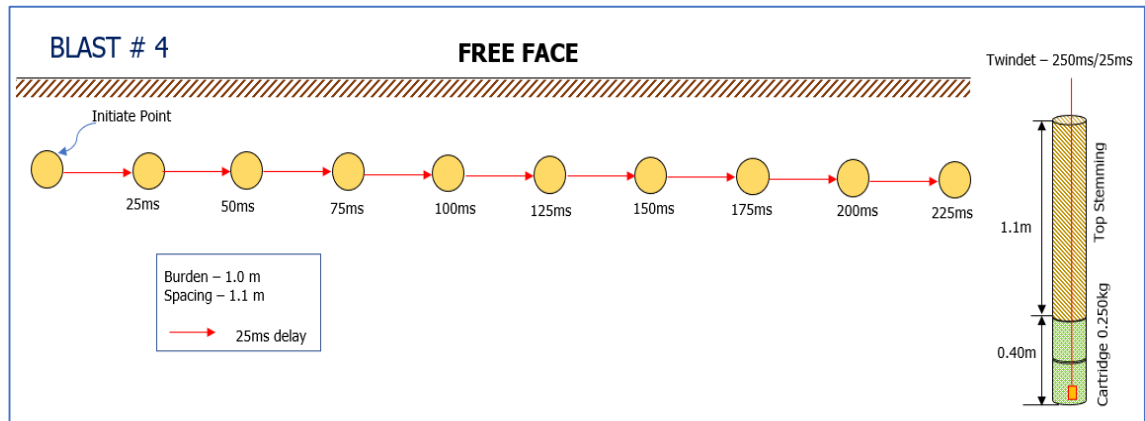 BLAST # 4
FREE FACE
Twindet – 250ms/25ms
Initiate Point
25ms
50ms
75ms
100ms
125ms
150ms
175ms
200ms
225ms
Burden – 1.0 m
Spacing – 1.1 m
25ms delay
1.1m
Top Stemming
0.40m
Cartridge 0.250kg